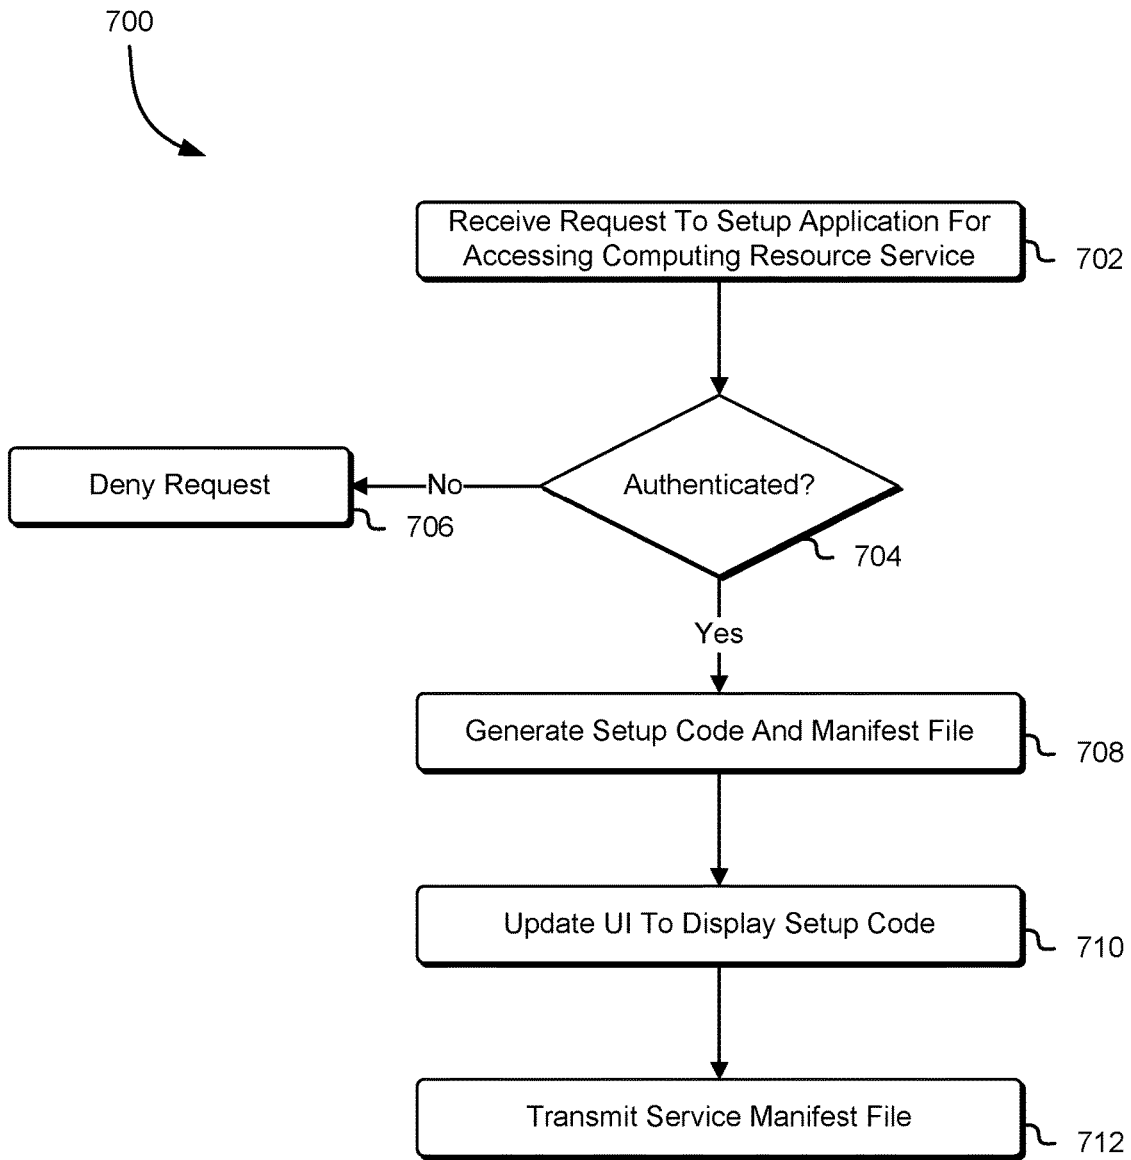 700
Receive Request To Setup Application For
Accessing Computing Resource Service
702
Authenticated?
704
No
Deny Request
706
Yes
Generate Setup Code And Manifest File
708
Update UI To Display Setup Code
710
Transmit Service Manifest File
712